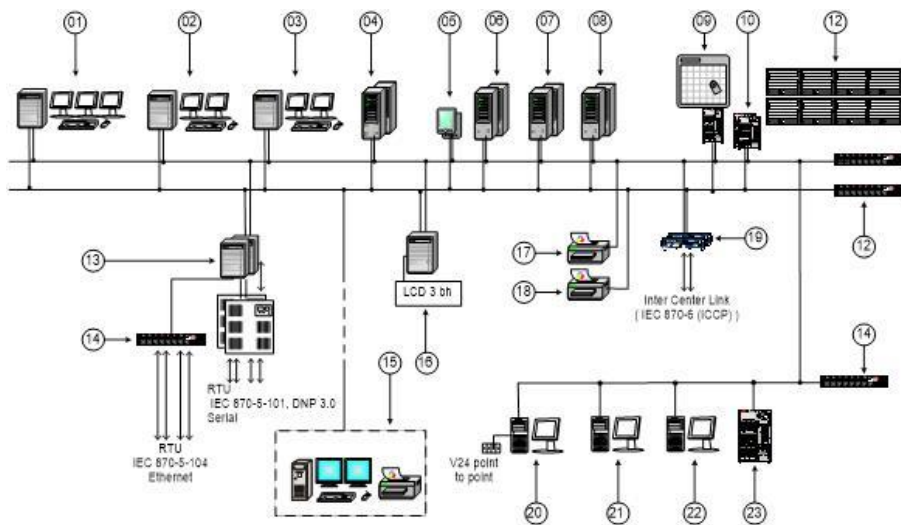 01
02
03
04
05
06
07
08
09
10
12
13
LCD 3 bh
17
18
19
12
Inter Center Link
( IEC 870-6 (ICCP) )
14
RTU
IEC 870-5-101, DNP 3.0
Serial
15
16
14
RTU
IEC 870-5-104
Ethernet
V24 point
to point
20
21
22
23